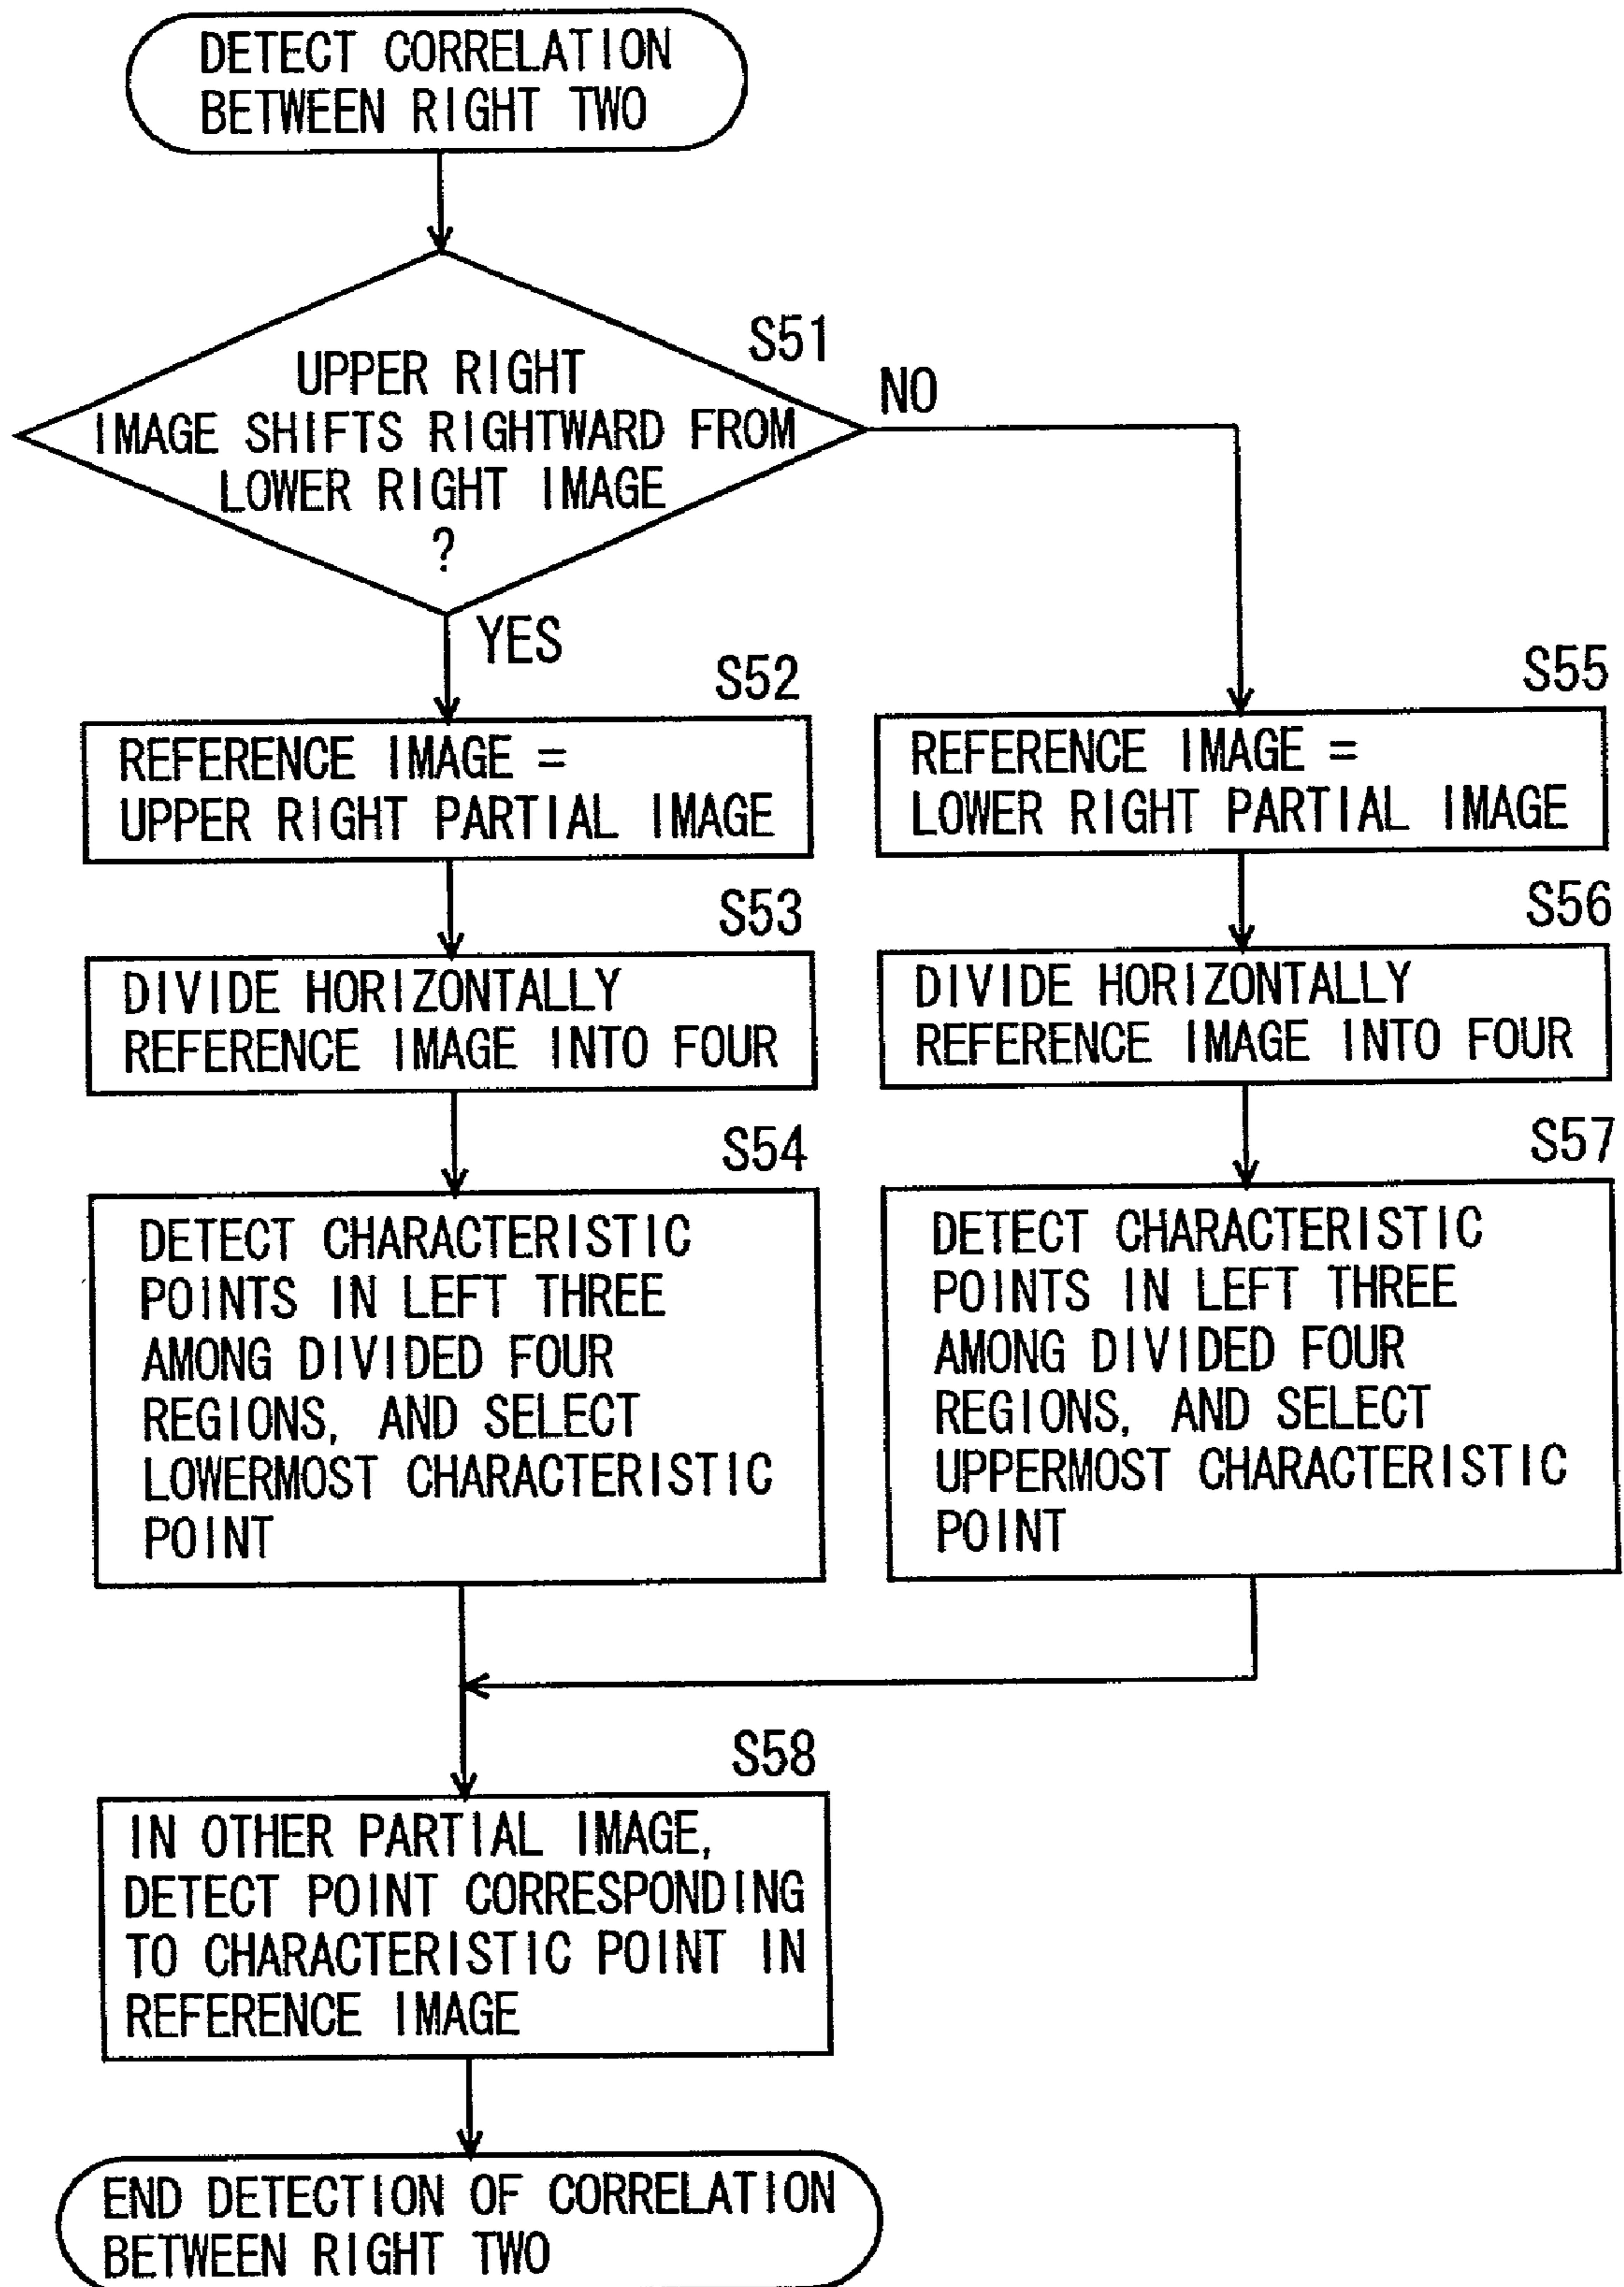 DETECT CORRELATION
BETWEEN RIGHT TWO
S51
UPPER RIGHT
IMAGE SHIFTS RIGHTWARD FROM
LOWER RIGHT IMAGE
?
NO
YES
S52
REFERENCE IMAGE =
UPPER RIGHT PARTIAL IMAGE
S55
REFERENCE IMAGE =
LOWER RIGHT PARTIAL IMAGE
S53
DIVIDE HORIZONTALLY
REFERENCE IMAGE INTO FOUR
S56
DIVIDE HORIZONTALLY
REFERENCE IMAGE INTO FOUR
S54
DETECT CHARACTERISTIC
POINTS IN LEFT THREE
AMONG DIVIDED FOUR
REGIONS, AND SELECT
LOWERMOST CHARACTERISTIC
POINT
S57
DETECT CHARACTERISTIC
POINTS IN LEFT THREE
AMONG DIVIDED FOUR
REGIONS, AND SELECT
UPPERMOST CHARACTERISTIC
POINT
S58
IN OTHER PARTIAL IMAGE,
DETECT POINT CORRESPONDING
TO CHARACTERISTIC POINT IN
REFERENCE IMAGE
END DETECTION OF CORRELATION
BETWEEN RIGHT TWO